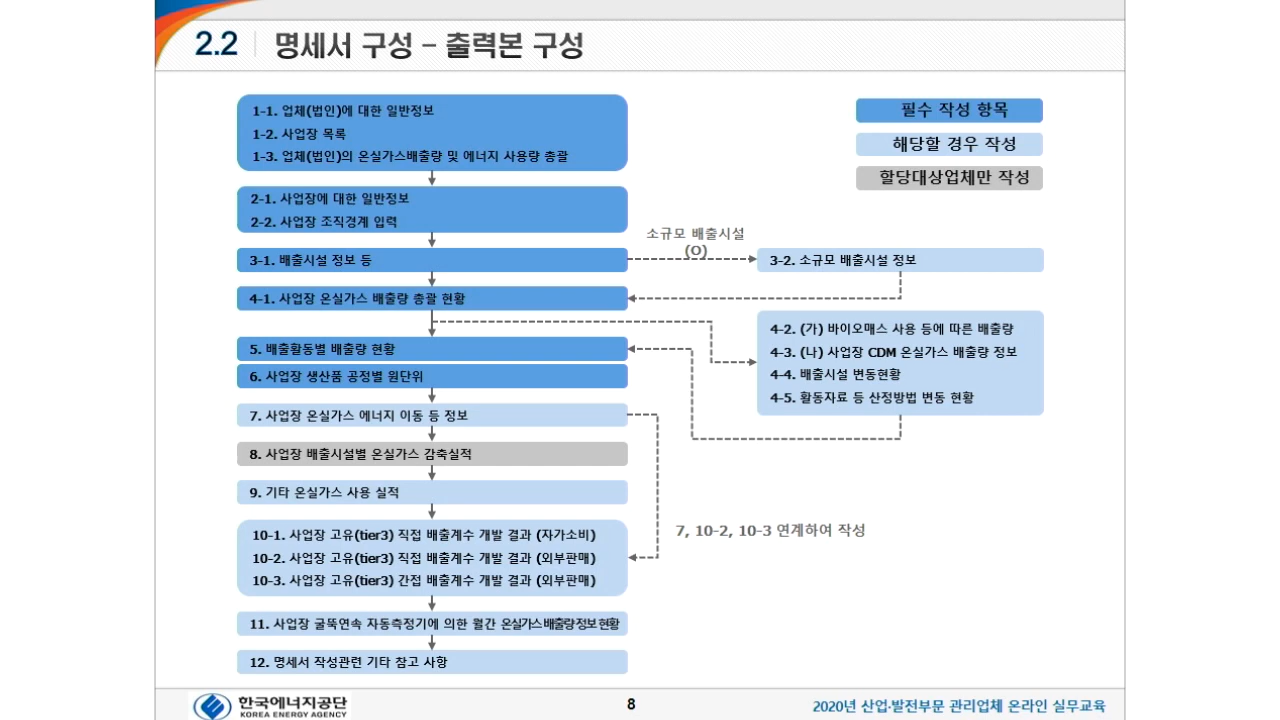 2.2 명세서 구성 – 출력본 구성
1-1. 업체(법인)에 대한 일반정보
1-2. 사업장 목록
1-3. 업체(법인)의 온실가스배출량 및 에너지 사용량 총괄
필수 작성 항목
해당할 경우 작성
할당대상업체만 작성
2-1. 사업장에 대한 일반정보
2-2. 사업장 조직경계 입력
소규모 배출시설
(O)
3-1. 배출시설 정보 등
3-2. 소규모 배출시설 정보
4-1. 사업장 온실가스 배출량 총괄 현황
4-2. (가) 바이오매스 사용 등에 따른 배출량
4-3. (나) 사업장 CDM 온실가스 배출량 정보
4-4. 배출시설 변동현황
4-5. 활동자료 등 산정방법 변동 현황
5. 배출활동별 배출량 현황
6. 사업장 생산품 공정별 원단위
7. 사업장 온실가스 에너지 이동 등 정보
8. 사업장 배출시설별 온실가스 감축실적
9. 기타 온실가스 사용 실적
10-1. 사업장 고유(tier3) 직접 배출계수 개발 결과 (자가소비)
10-2. 사업장 고유(tier3) 직접 배출계수 개발 결과 (외부판매)
10-3. 사업장 고유(tier3) 간접 배출계수 개발 결과 (외부판매)
7, 10-2, 10-3 연계하여 작성
11. 사업장 굴뚝연속 자동측정기에 의한 월간 온실가스배출량정보현황
12. 명세서 작성관련 기타 참고 사항
한국에너지공단
KOREA ENERGY AGENCY
8
2020년 산업·발전부문 관리업체 온라인 실무교육